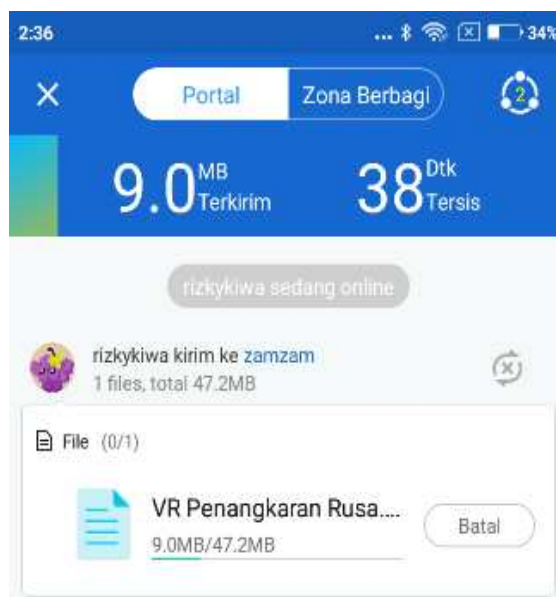 2:36 ... 34%
Portal Zona Berbagi 2
9.0 MB Terkirim 38 Dtk Tersis
rizkykiwa sedang online
rizkykiwa kirim ke zamzam
1 files, total 47.2MB
File (0/1)
VR Penangkaran Rusa....
9.0MB/47.2MB
Batal